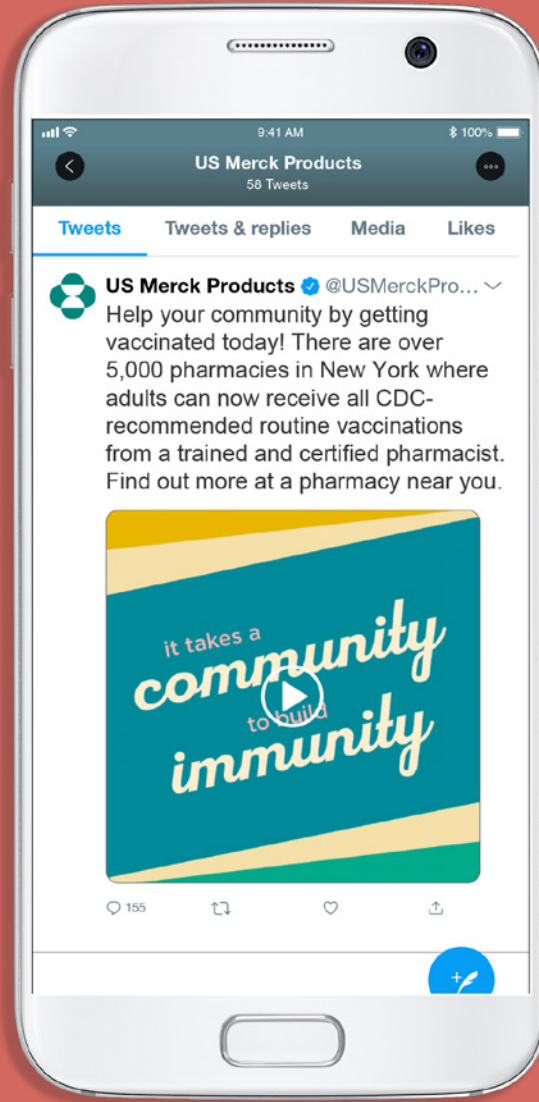 9:41 AM
100%
US Merck Products
58 Tweets
Tweets
Tweets & replies
Media
Likes
US Merck Products @USMerckPro...
Help your community by getting
vaccinated today! There are over
5,000 pharmacies in New York where
adults can now receive all CDC-
recommended routine vaccinations
from a trained and certified pharmacist.
Find out more at a pharmacy near you.
it takes a
community
to build
immunity
155